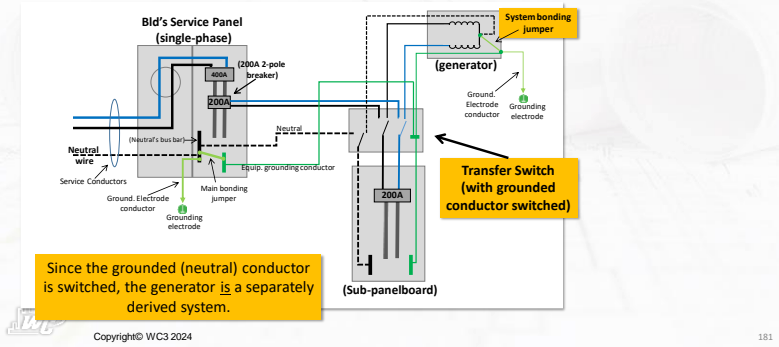 Bld's Service Panel
(single-phase)
(200A 2-pole
breaker)
400A
200A
System bonding
jumper
(generator)
Ground.
Electrode
conductor
Grounding
electrode
Neutral
(Neutral's bus bar)
Neutral
wire
Service Conductors
Equip. grounding conductor
Ground. Electrode
conductor
Main bonding
jumper
Grounding
electrode
Transfer Switch
(with grounded
conductor switched)
200A
(Sub-panelboard)
Since the grounded (neutral) conductor
is switched, the generator is a separately
derived system.
WC3
Copyright© WC3 2024
181